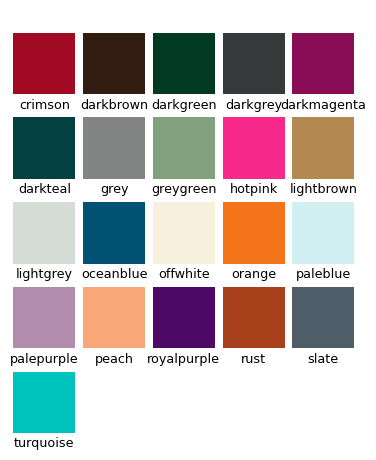 crimson darkbrown darkgreen darkgrey darkmagenta
darkteal grey greygreen hotpink lightbrown
lightgrey oceanblue offwhite orange paleblue
palepurple peach royalpurple rust slate
turquoise